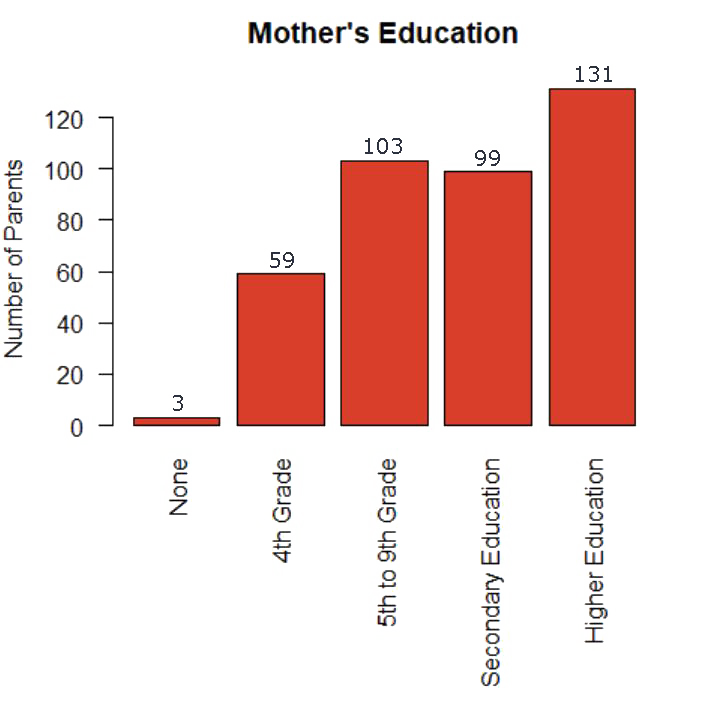 Mother's Education
Number of Parents
120
100
80
60
40
20
0
3
59
103
99
131
None
4th Grade
5th to 9th Grade
Secondary Education
Higher Education